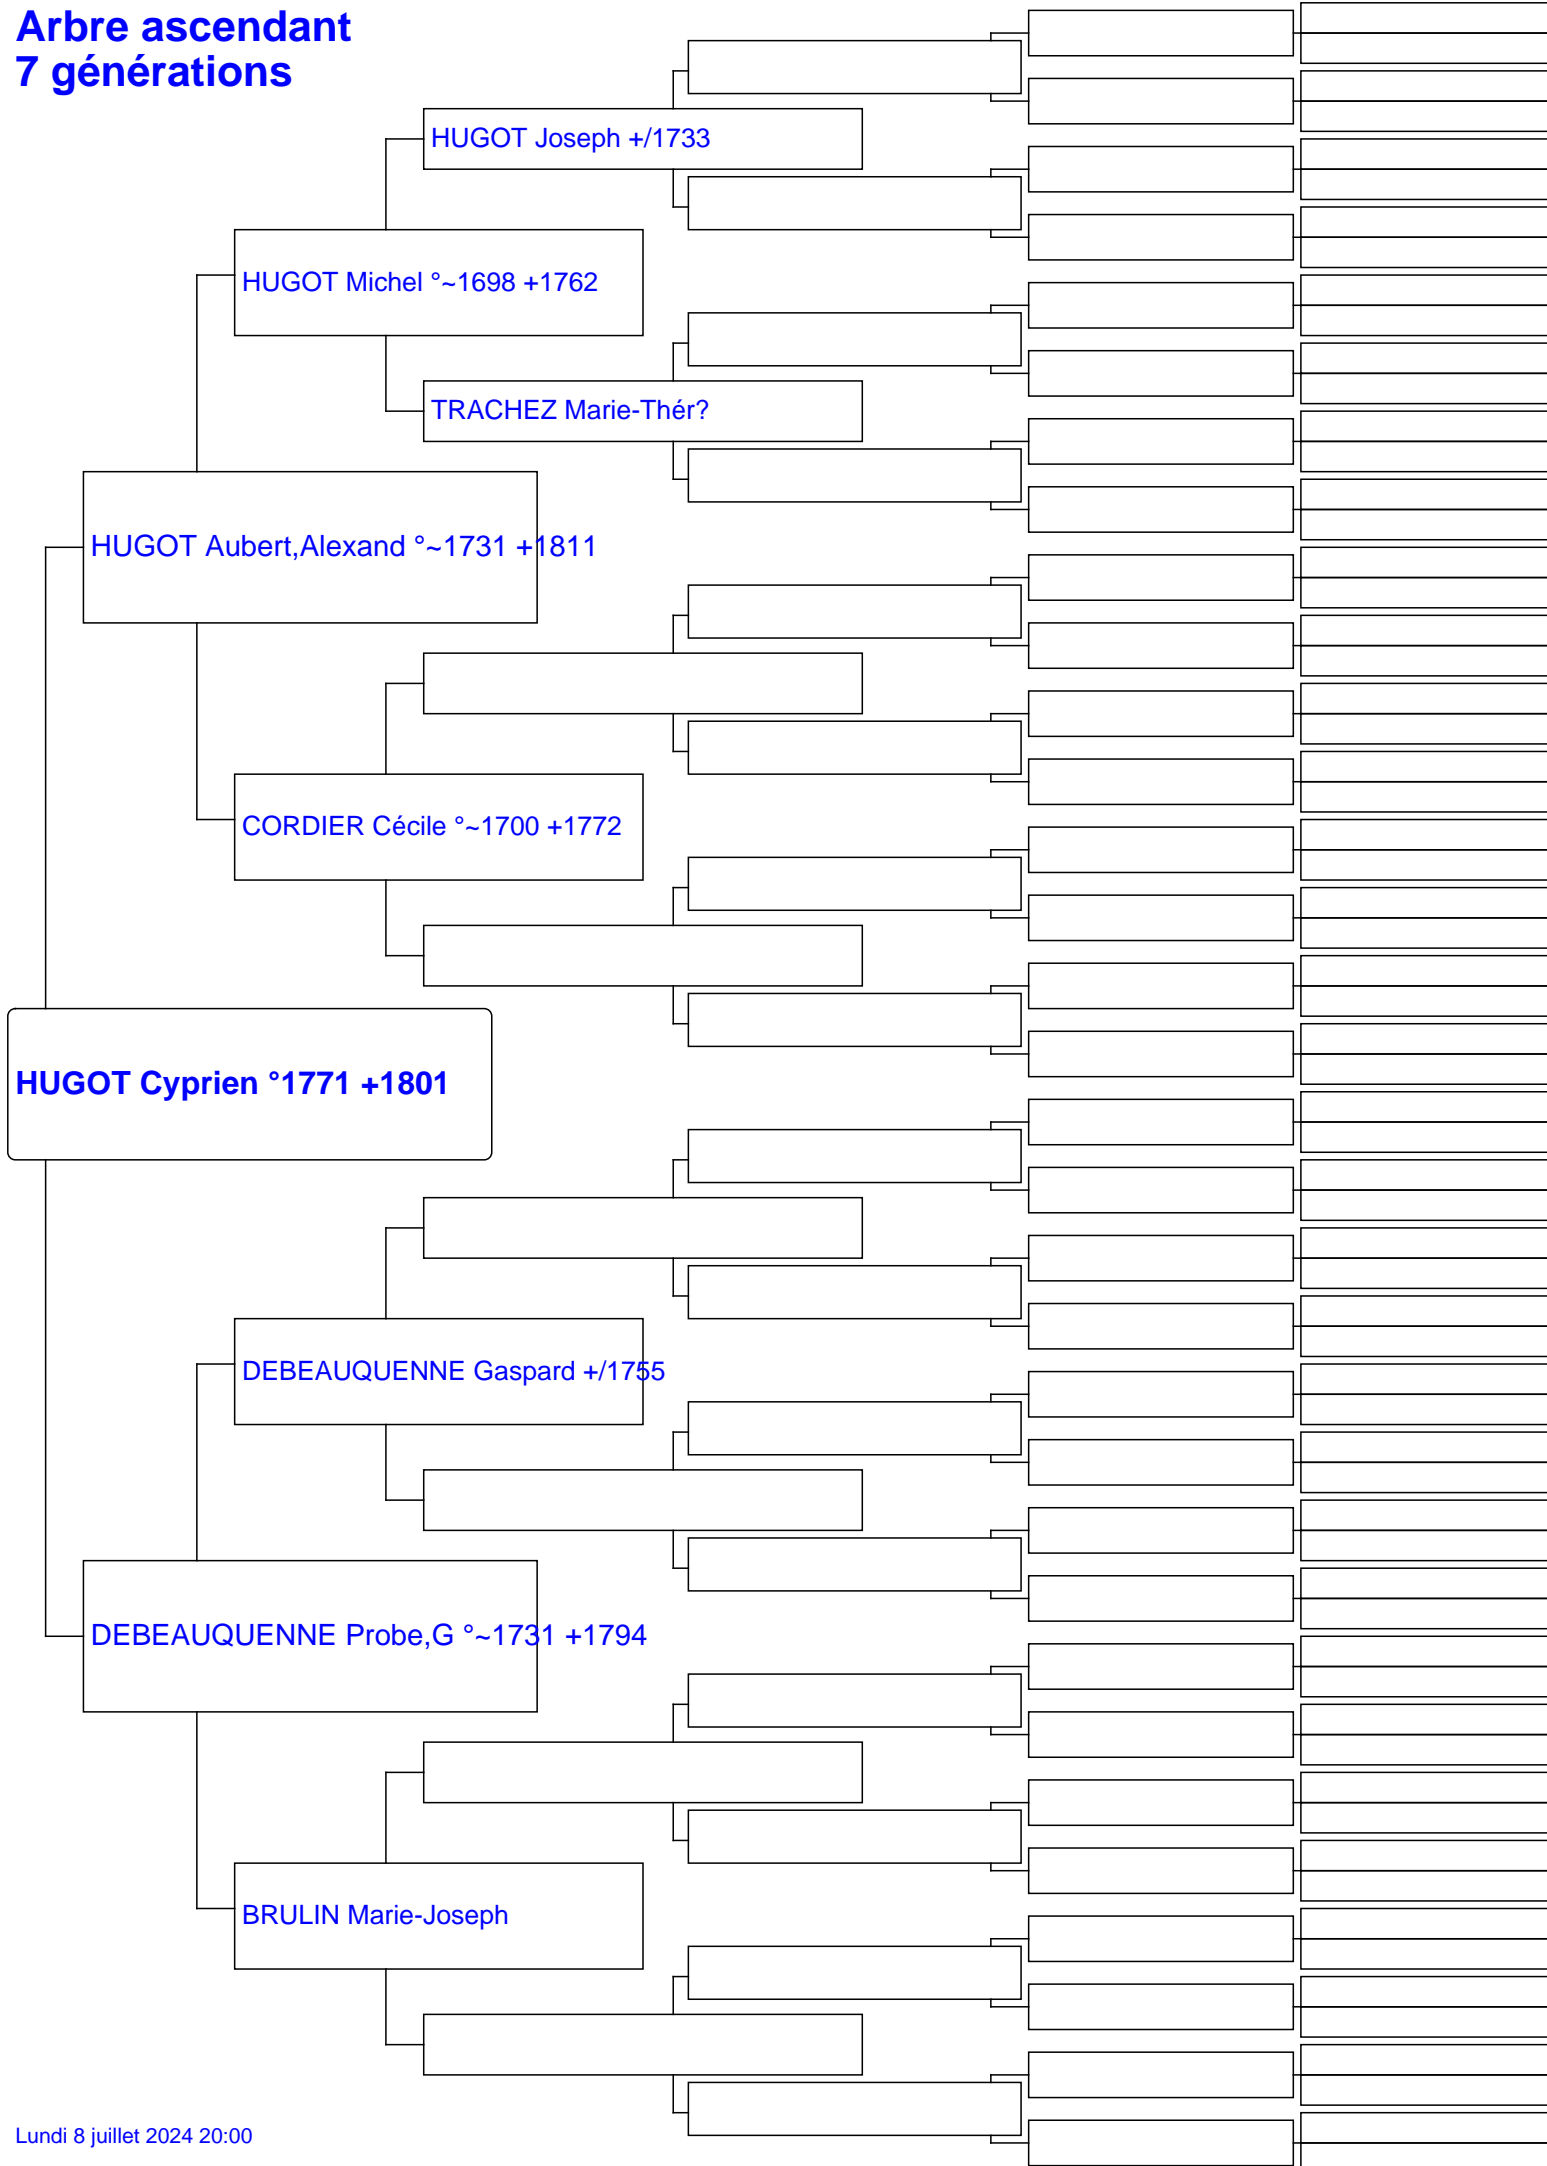 Arbre ascendant
7 générations
HUGOT Joseph +/1733
HUGOT Michel °~1698 +1762
TRACHEZ Marie-Thér?
HUGOT Aubert,Alexand °~1731 +1811
CORDIER Cécile °~1700 +1772
HUGOT Cyprien °1771 +1801
DEBEAUQUENNE Gaspard +/1755
DEBEAUQUENNE Probe,G °~1731 +1794
BRULIN Marie-Joseph
Lundi 8 juillet 2024 20:00